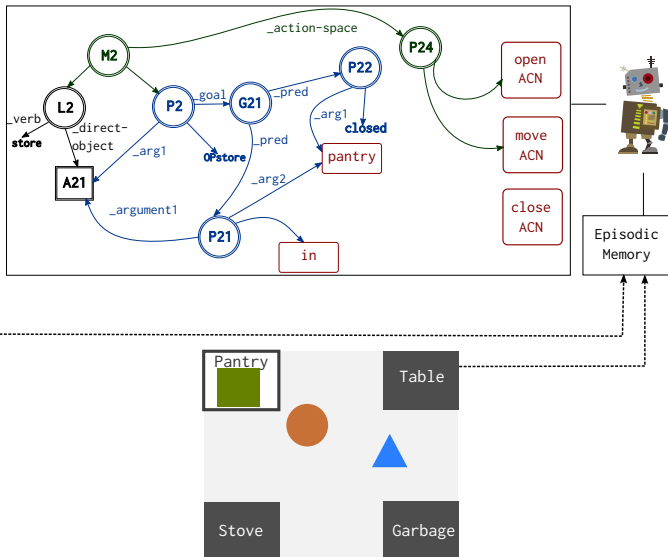 _action-space
M2
P24
P22
open
ACN
L2
P2
_goal
G21
_pred
_verb
store
_direct-
object
_arg1
closed
OPstore
_pred
_arg1
pantry
move
ACN
A21
_arg2
_argument1
P21
in
close
ACN
Episodic
Memory
Pantry
Table
Stove
Garbage